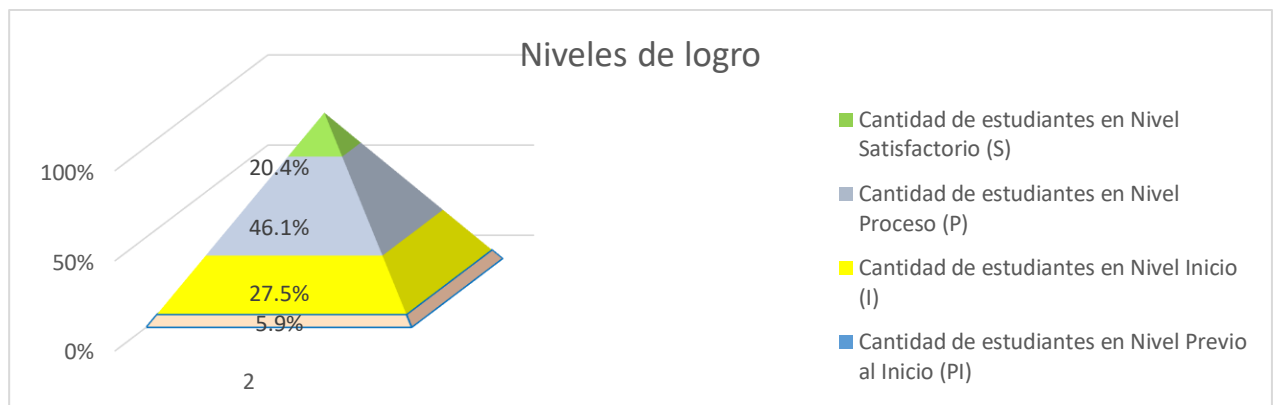 Niveles de logro
100%
50%
0%
20.4%
46.1%
27.5%
5.9%
2
Cantidad de estudiantes en Nivel
Satisfactorio (S)
Cantidad de estudiantes en Nivel
Proceso (P)
Cantidad de estudiantes en Nivel Inicio
(I)
Cantidad de estudiantes en Nivel Previo
al Inicio (PI)